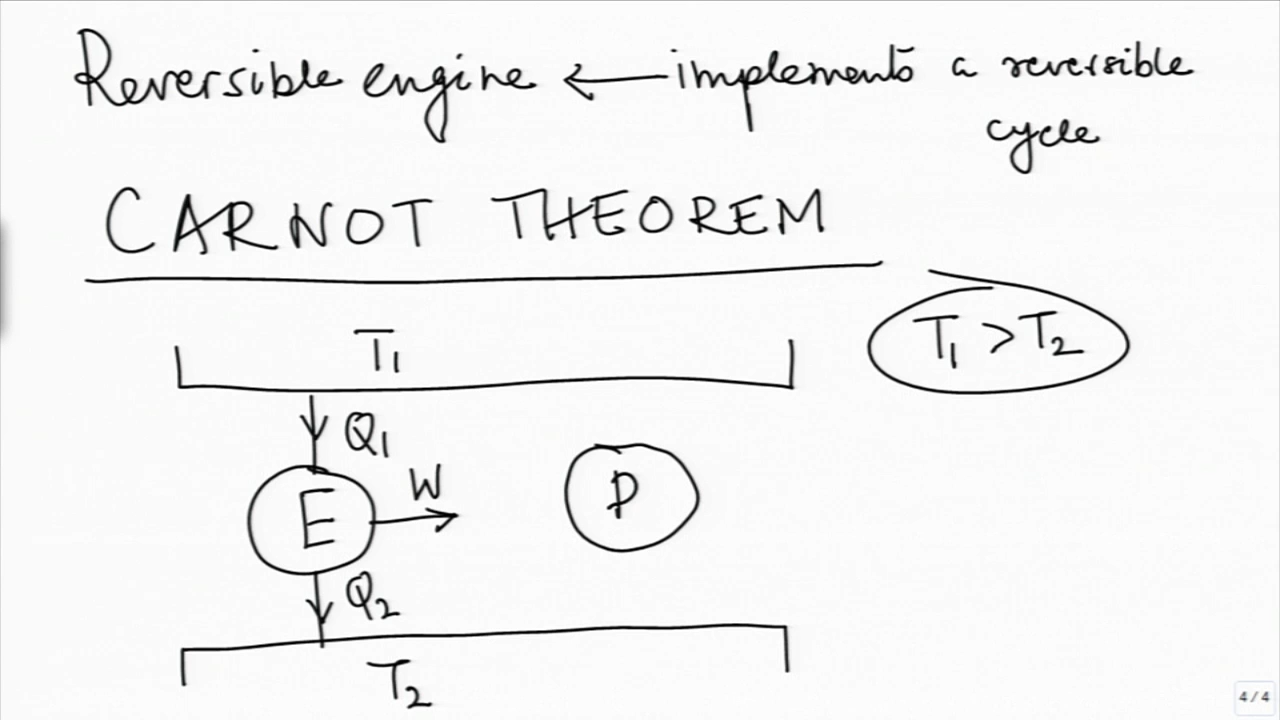 Reversible engine ← implements a reversible
cycle
CARNOT THEOREM
T₁
T₁ > T₂
Q₁
W
E
P
Q₂
T₂
4/4